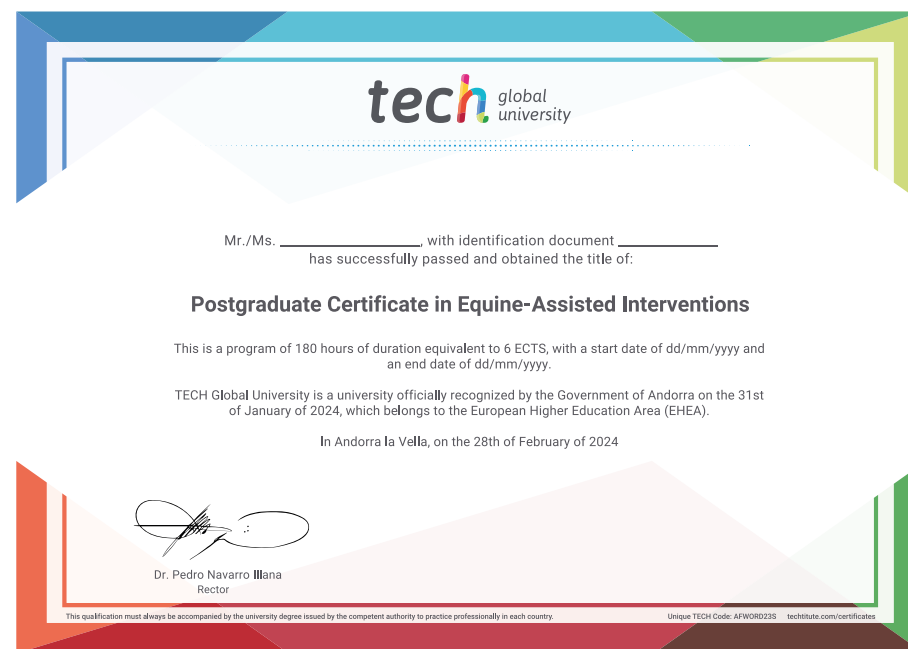 tech global university
Mr./Ms. ____________________, with identification document ______________
has successfully passed and obtained the title of:
Postgraduate Certificate in Equine-Assisted Interventions
This is a program of 180 hours of duration equivalent to 6 ECTS, with a start date of dd/mm/yyyy and
an end date of dd/mm/yyyy.
TECH Global University is a university officially recognized by the Government of Andorra on the 31st
of January of 2024, which belongs to the European Higher Education Area (EHEA).
In Andorra la Vella, on the 28th of February of 2024
Dr. Pedro Navarro Illana
Rector
This qualification must always be accompanied by the university degree issued by the competent authority to practice professionally in each country.
Unique TECH Code: AFWORD23S techtitute.com/certificates